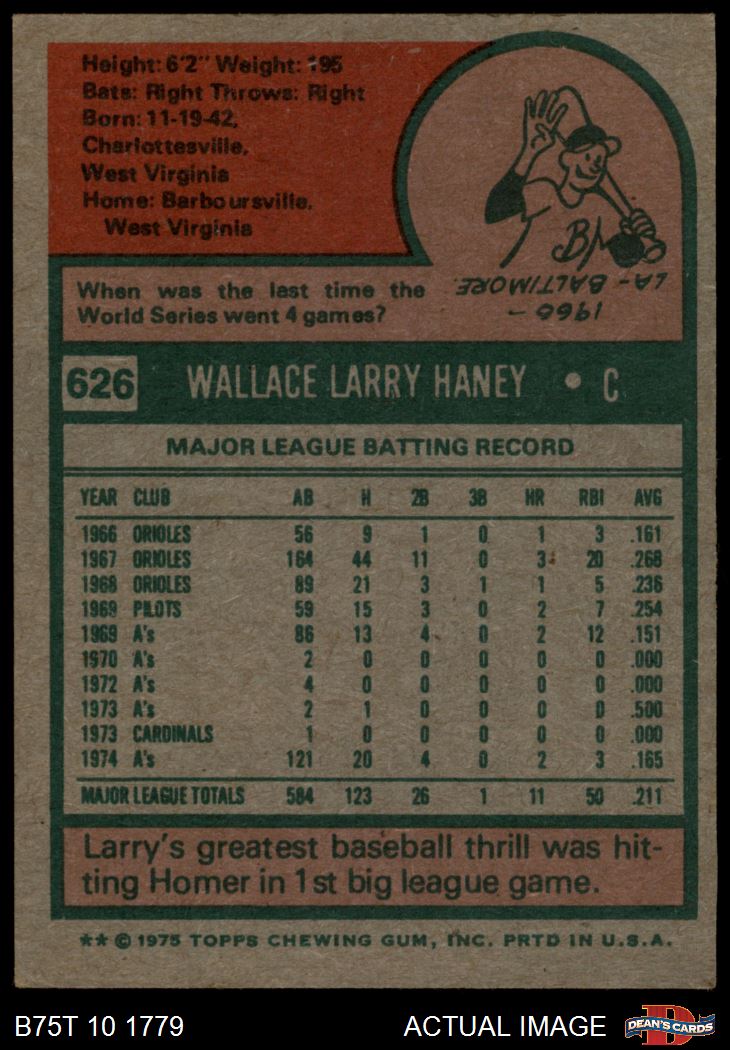 Height: 6'2" Weight: 195
Bats: Right Throws: Right
Born: 11-19-42,
Charlottesville,
West Virginia
Home: Barboursville,
West Virginia
When was the last time the
World Series went 4 games?
1966 -
LA - BALTIMORE.
626 WALLACE LARRY HANEY • C
MAJOR LEAGUE BATTING RECORD
YEAR CLUB AB H 2B 3B HR RBI AVG
1966 ORIOLES 56 9 1 0 1 3 .161
1967 ORIOLES 164 44 11 0 3 20 .268
1968 ORIOLES 89 21 3 1 1 5 .236
1969 PILOTS 59 15 3 0 2 7 .254
1969 A's 86 13 4 0 2 12 .151
1970 A's 2 0 0 0 0 0 .000
1972 A's 4 0 0 0 0 0 .000
1973 A's 2 1 0 0 0 0 .500
1973 CARDINALS 1 0 0 0 0 0 .000
1974 A's 121 20 4 0 2 3 .165
MAJOR LEAGUE TOTALS 584 123 26 1 11 50 .211
Larry's greatest baseball thrill was hit-
ting Homer in 1st big league game.
** © 1975 TOPPS CHEWING GUM, INC. PRTD IN U.S.A.
B75T 10 1779 ACTUAL IMAGE
D
DEAN'S CARDS